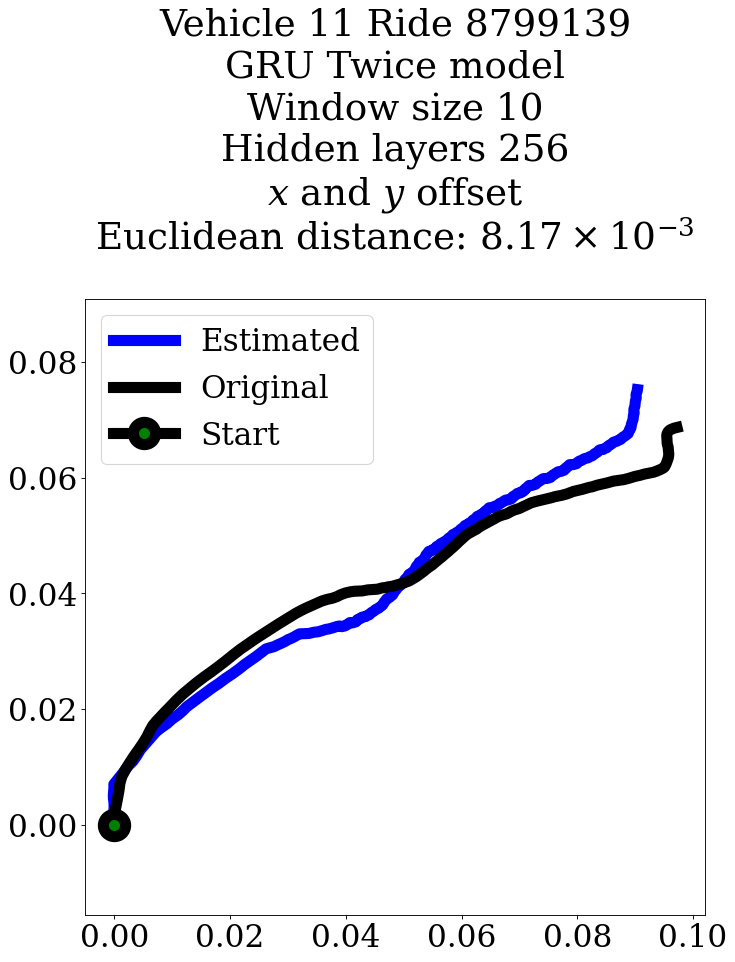 Vehicle 11 Ride 8799139
GRU Twice model
Window size 10
Hidden layers 256
x and y offset
Euclidean distance: 8.17 × 10⁻³
Estimated
Original
Start
0.08
0.06
0.04
0.02
0.00
0.00 0.02 0.04 0.06 0.08 0.10